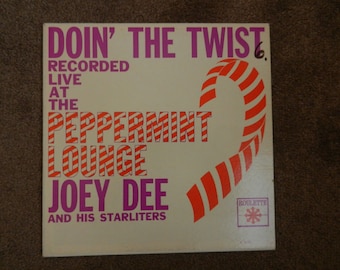 DOIN' THE TWIST
6.
RECORDED
LIVE
AT
THE
PEPPERMINT
LOUNGE
JOEY DEE
AND HIS STARLITERS
ROULETTE